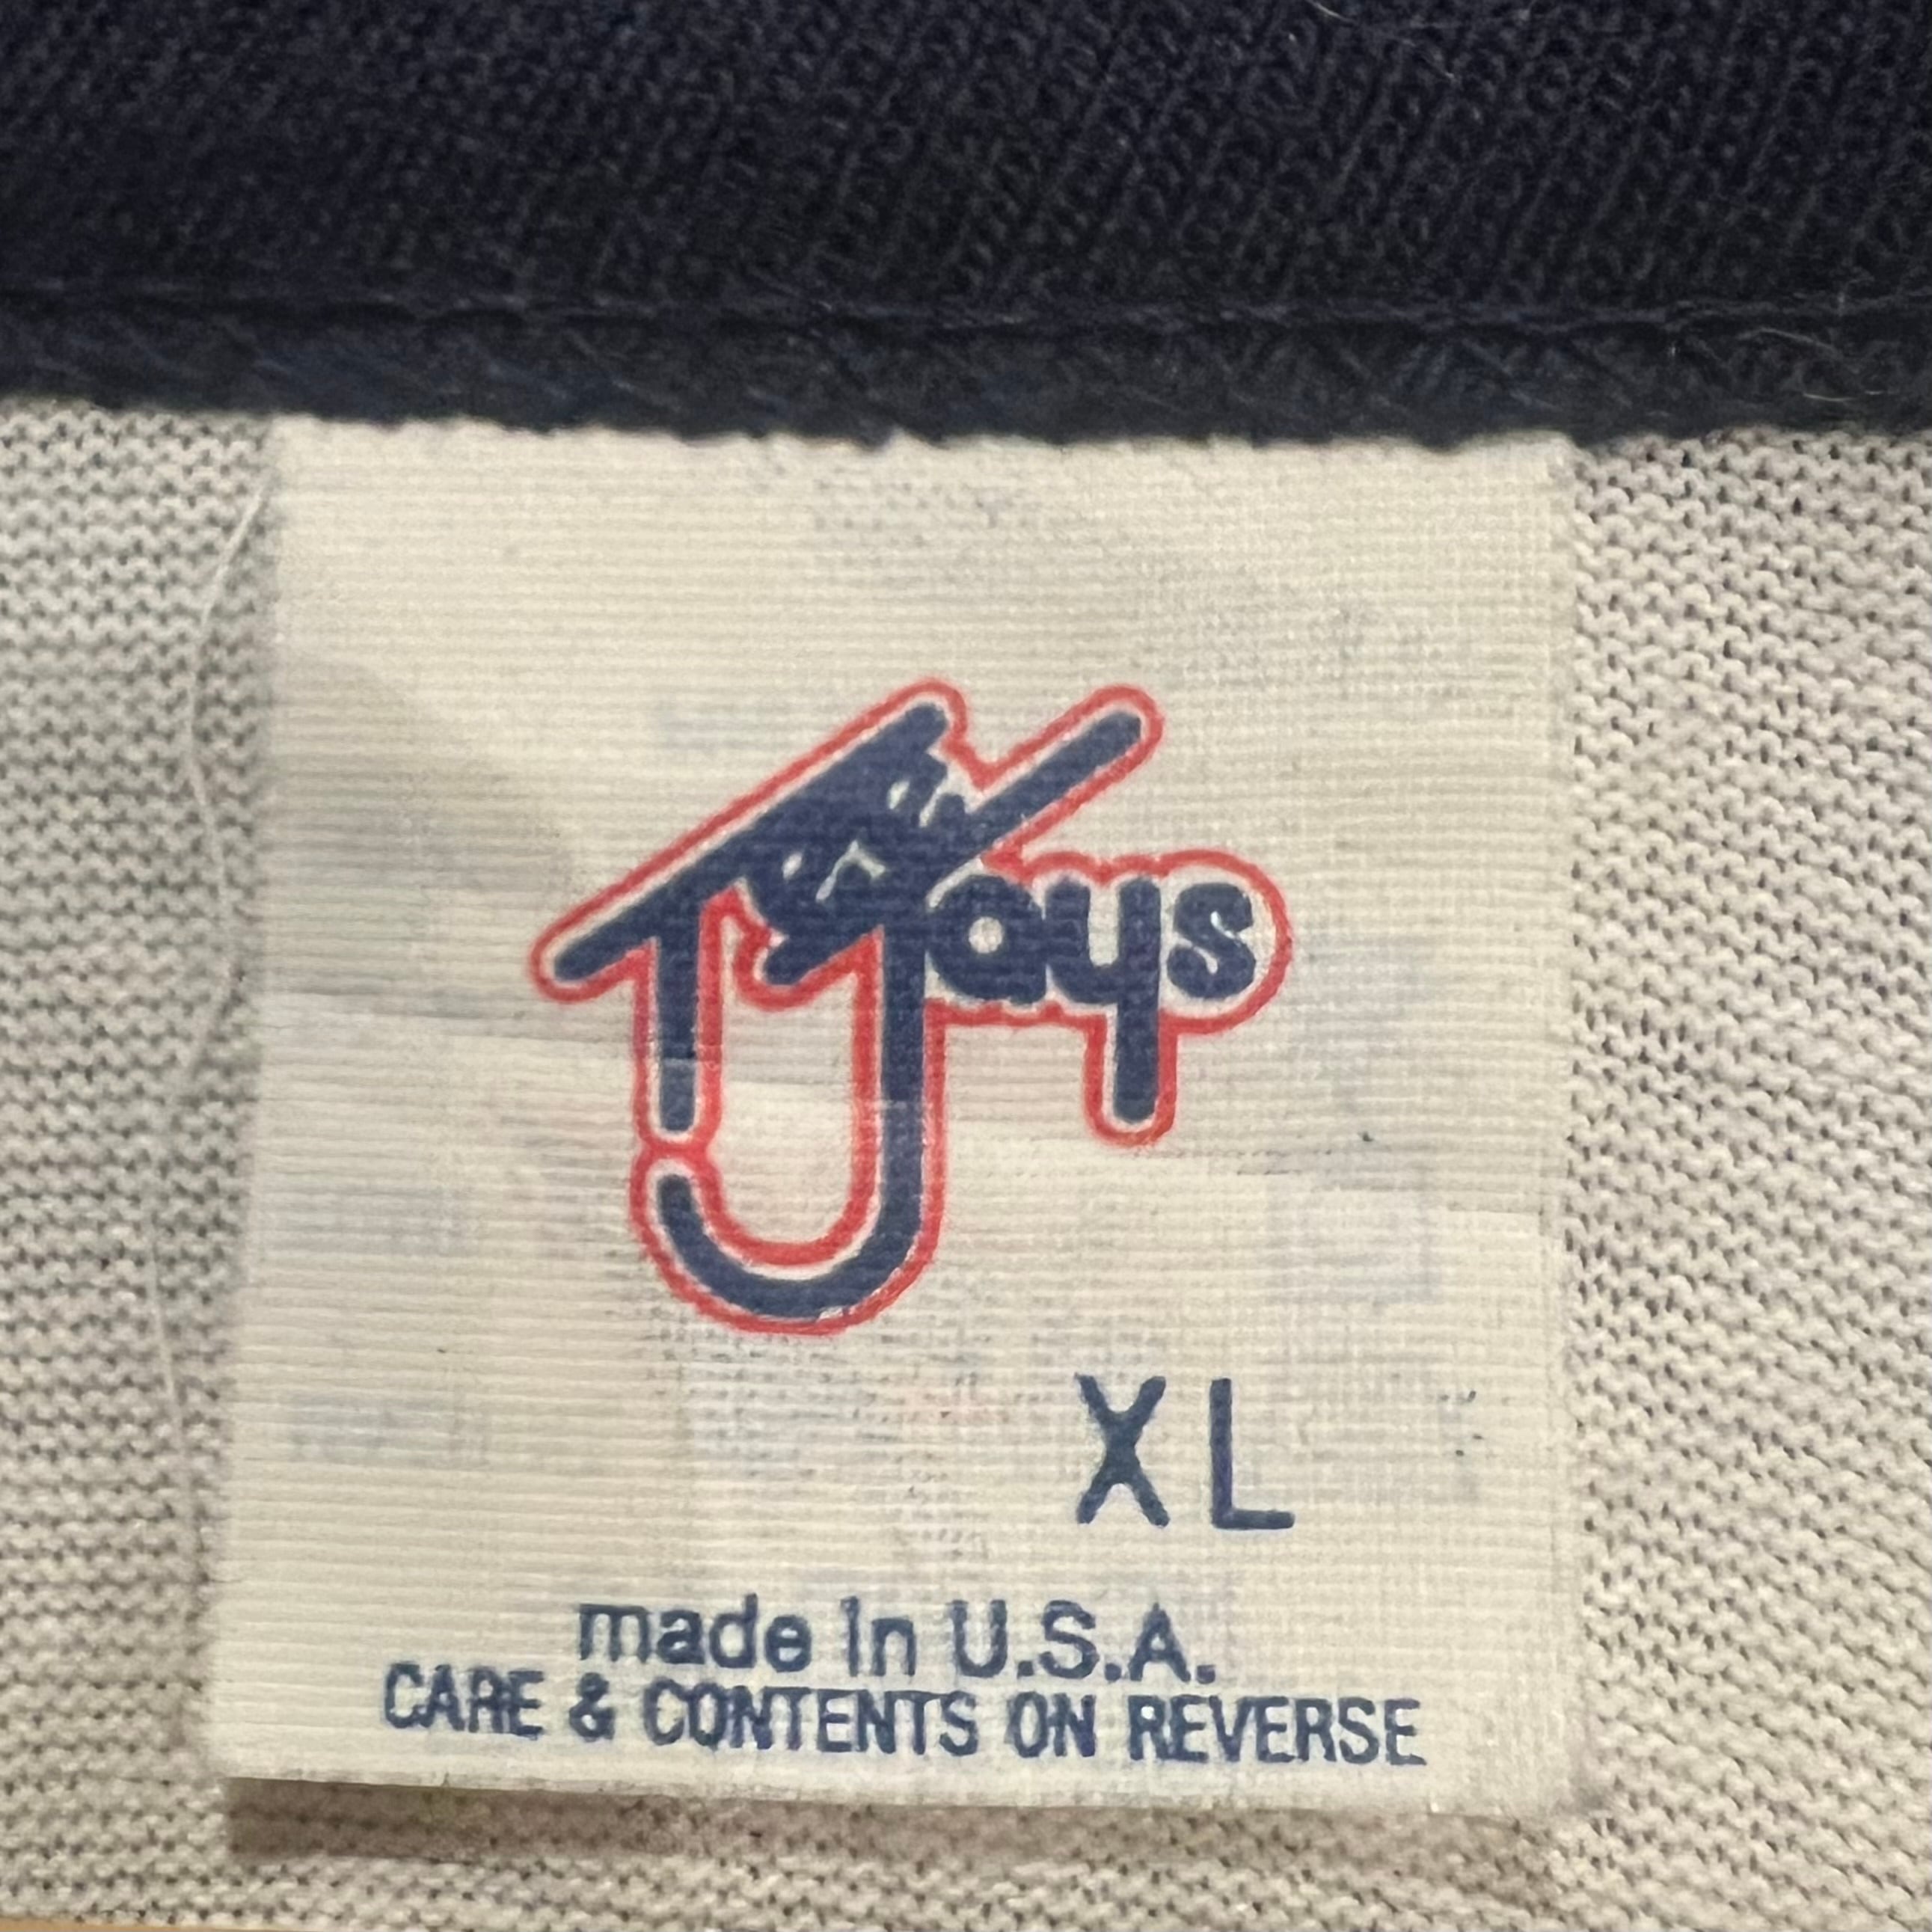 Tee Jays
XL
made in U.S.A.
CARE & CONTENTS ON REVERSE